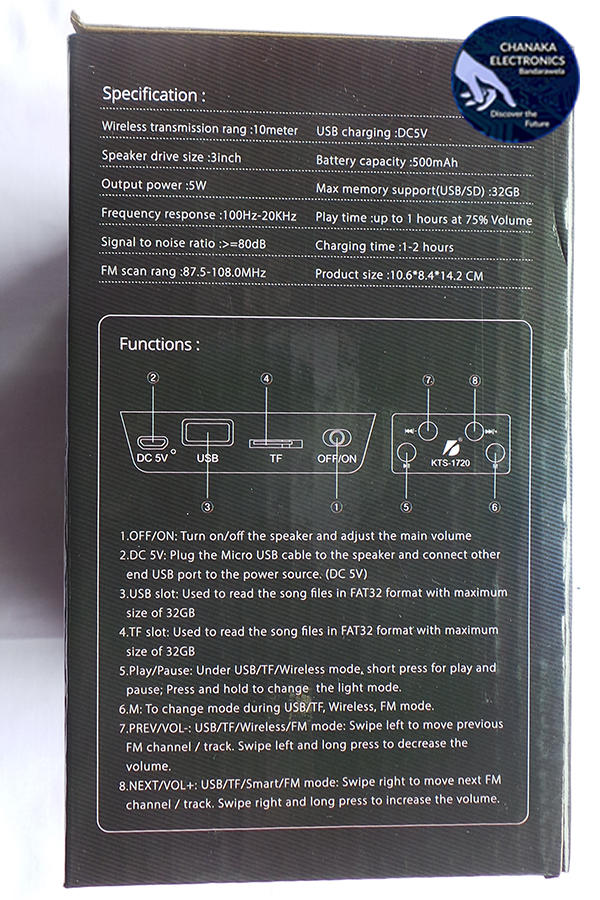 CHANAKA
ELECTRONICS
Bandarawela
Discover the
Future
Specification :
Wireless transmission rang :10meter
USB charging :DC5V
Speaker drive size :3inch
Battery capacity :500mAh
Output power :5W
Max memory support(USB/SD) :32GB
Frequency response :100Hz-20KHz
Play time :up to 1 hours at 75% Volume
Signal to noise ratio :>=80dB
Charging time :1-2 hours
FM scan rang :87.5-108.0MHz
Product size :10.6*8.4*14.2 CM
Functions :
② ④ ⑦ ⑧
DC 5V USB TF OFF/ON
KTS-1720
M
③ ① ⑤ ⑥
1.OFF/ON: Turn on/off the speaker and adjust the main volume
2.DC 5V: Plug the Micro USB cable to the speaker and connect other
end USB port to the power source. (DC 5V)
3.USB slot: Used to read the song files in FAT32 format with maximum
size of 32GB
4.TF slot: Used to read the song files in FAT32 format with maximum
size of 32GB
5.Play/Pause: Under USB/TF/Wireless mode, short press for play and
pause; Press and hold to change the light mode.
6.M: To change mode during USB/TF, Wireless, FM mode.
7.PREV/VOL-: USB/TF/Wireless/FM mode: Swipe left to move previous
FM channel / track. Swipe left and long press to decrease the
volume.
8.NEXT/VOL+: USB/TF/Smart/FM mode: Swipe right to move next FM
channel / track. Swipe right and long press to increase the volume.